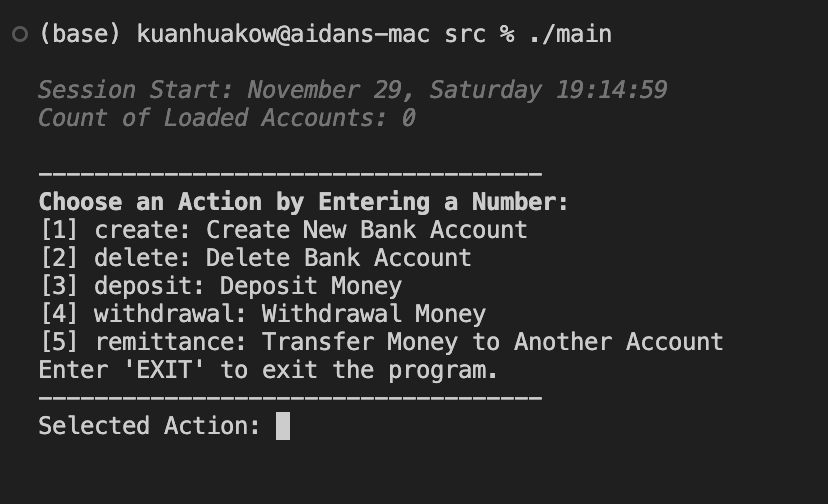 (base) kuanhuakow@aidans-mac src % ./main
Session Start: November 29, Saturday 19:14:59
Count of Loaded Accounts: 0
------------------------------------
Choose an Action by Entering a Number:
[1] create: Create New Bank Account
[2] delete: Delete Bank Account
[3] deposit: Deposit Money
[4] withdrawal: Withdrawal Money
[5] remittance: Transfer Money to Another Account
Enter 'EXIT' to exit the program.
------------------------------------
Selected Action: